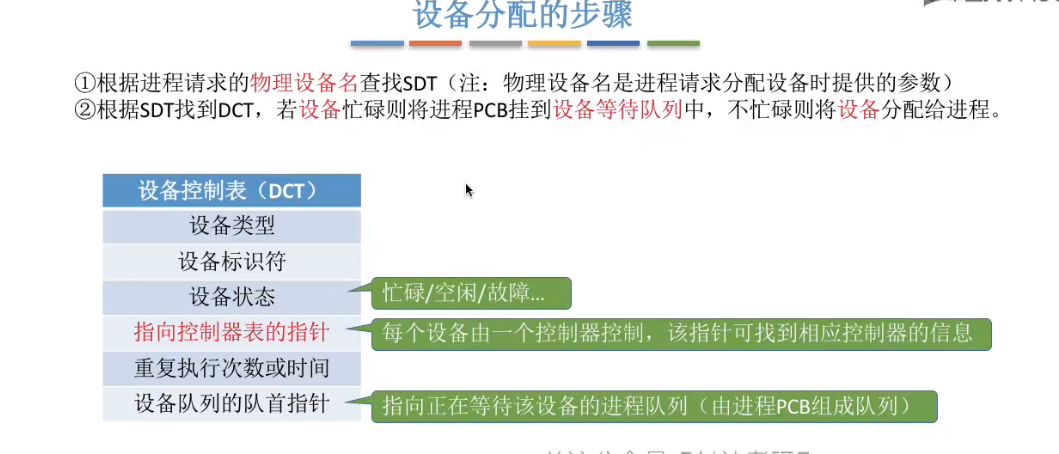 设备分配的步骤
①根据进程请求的物理设备名查找SDT（注：物理设备名是进程请求分配设备时提供的参数）
②根据SDT找到DCT，若设备忙碌则将进程PCB挂到设备等待队列中，不忙碌则将设备分配给进程。
设备控制表（DCT）
设备类型
设备标识符
设备状态
忙碌/空闲/故障...
指向控制器表的指针
每个设备由一个控制器控制，该指针可找到相应控制器的信息
重复执行次数或时间
设备队列的队首指针
指向正在等待该设备的进程队列（由进程PCB组成队列）